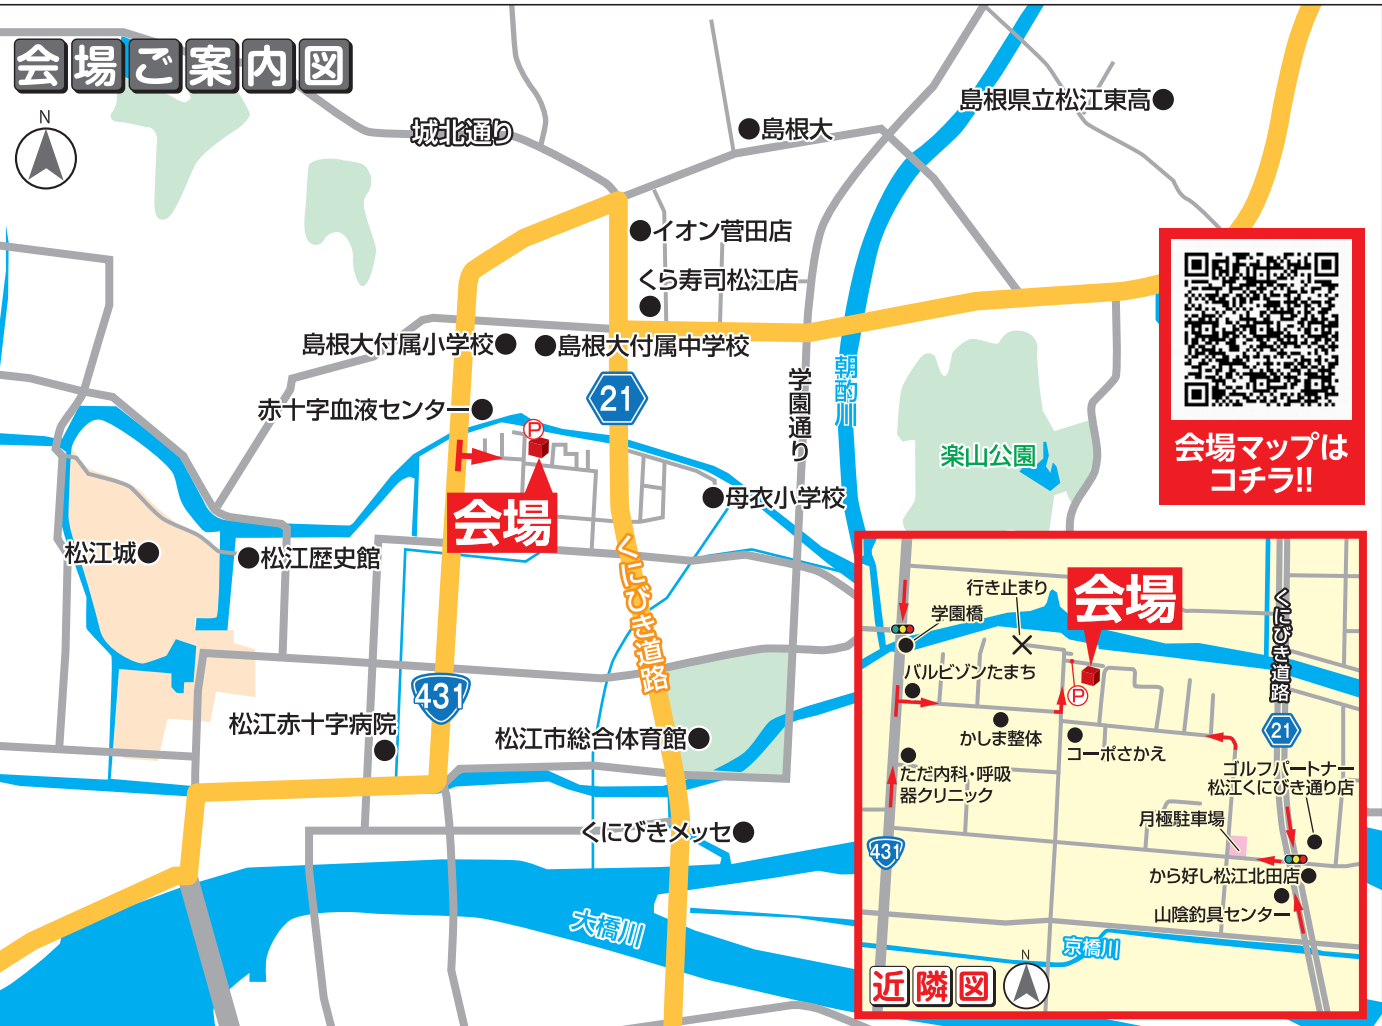 会場ご案内図
N
城北通り
島根大
島根県立松江東高
イオン菅田店
くら寿司松江店
島根大付属小学校
島根大付属中学校
赤十字血液センター
21
学園通り
朝酌川
楽山公園
会場マップは
コチラ!!
P
会場
母衣小学校
松江城
松江歴史館
くにびき道路
431
松江赤十字病院
松江市総合体育館
くにびきメッセ
大橋川
行き止まり
会場
学園橋
くにびき道路
バルビゾンたまち
P
かしま整体
コーポさかえ
21
ただ内科・呼吸
器クリニック
ゴルフパートナー
松江くにびき通り店
月極駐車場
431
から好し松江北田店
山陰釣具センター
京橋川
近隣図
N